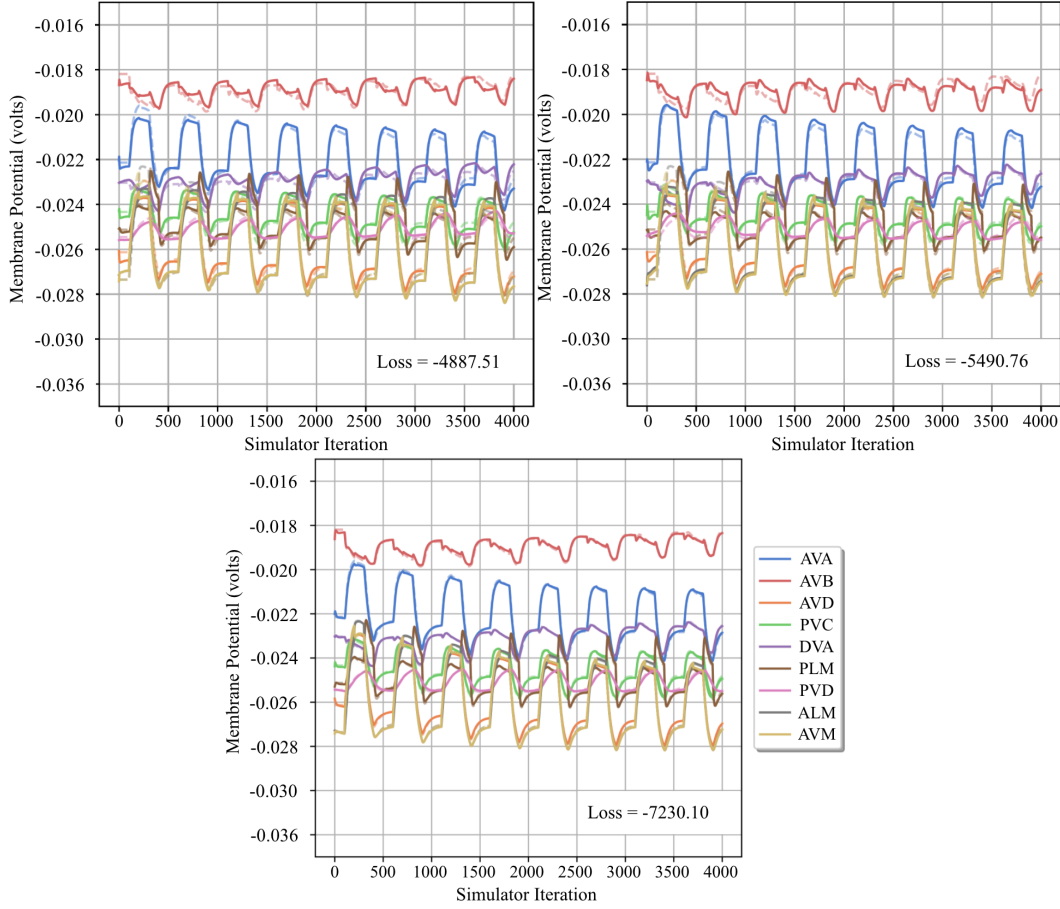 -0.016
-0.018
-0.020
-0.022
-0.024
-0.026
-0.028
-0.030
-0.036
Membrane Potential (volts)
Loss = -4887.51
0 500 1000 1500 2000 2500 3000 3500 4000
Simulator Iteration
-0.016
-0.018
-0.020
-0.022
-0.024
-0.026
-0.028
-0.030
-0.036
Membrane Potential (volts)
Loss = -5490.76
0 500 1000 1500 2000 2500 3000 3500 4000
Simulator Iteration
-0.016
-0.018
-0.020
-0.022
-0.024
-0.026
-0.028
-0.030
-0.036
Membrane Potential (volts)
Loss = -7230.10
0 500 1000 1500 2000 2500 3000 3500 4000
Simulator Iteration
AVA
AVB
AVD
PVC
DVA
PLM
PVD
ALM
AVM